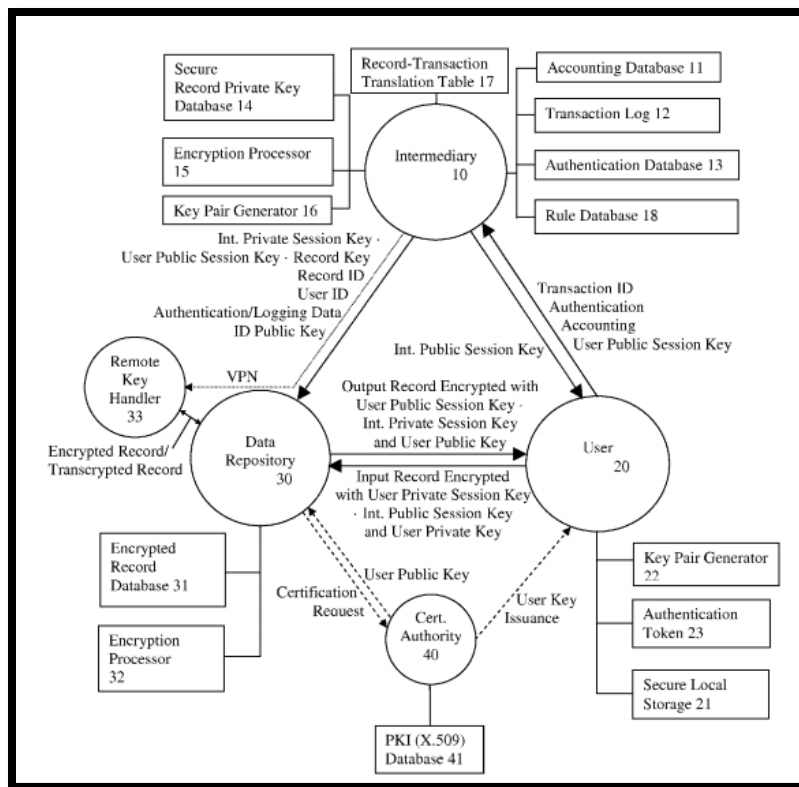 Secure
Record Private Key
Database 14
Record-Transaction
Translation Table 17
Accounting Database 11
Transaction Log 12
Encryption Processor
15
Intermediary
10
Authentication Database 13
Key Pair Generator 16
Rule Database 18
Int. Private Session Key ·
User Public Session Key · Record Key
Record ID
User ID
Authentication/Logging Data
ID Public Key
Transaction ID
Authentication
Accounting
User Public Session Key
Int. Public Session Key
Remote
Key
Handler
33
VPN
Encrypted Record/
Transcrypted Record
Data
Repository
30
Output Record Encrypted with
User Public Session Key ·
Int. Private Session Key
and User Public Key
Input Record Encrypted
with User Private Session Key
· Int. Public Session Key
and User Private Key
User
20
Encrypted
Record
Database 31
Encryption
Processor
32
Certification
Request
User Public Key
Cert.
Authority
40
User Key
Issuance
Key Pair Generator
22
Authentication
Token 23
Secure Local
Storage 21
PKI (X.509)
Database 41